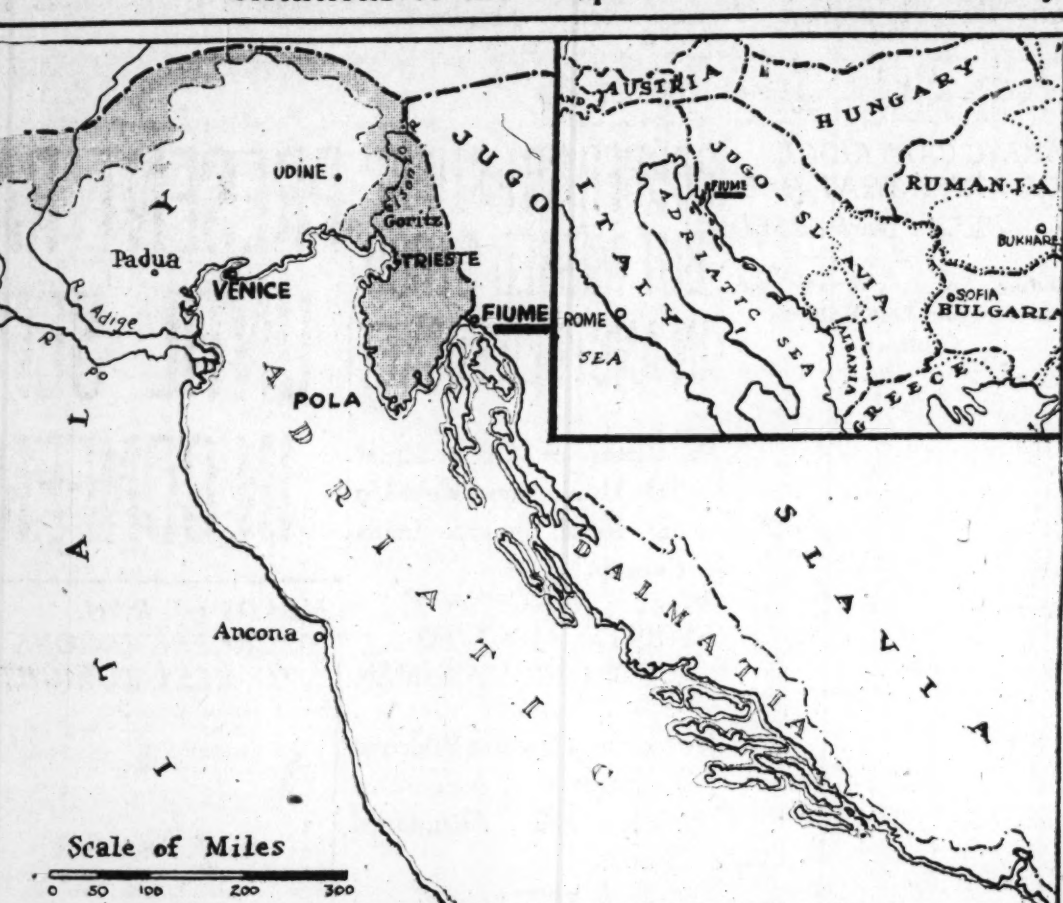 UDINE
Isonzo R
Goritz
TRIESTE
Padua
VENICE
FIUME
Adige
R
Po
POLA
ITALY
ADRIATIC
Ancona
DALMATIA
JUGO
SLAVIA
Scale of Miles
0 50 100 200 300
AUSTRIA
HUNGARY
JUGO-SLAVIA
RUMANIA
FIUME
ITALY
ADRIATIC SEA
BUKHARE
SOFIA
BULGARIA
ROME
SEA
ALBANIA
GREECE